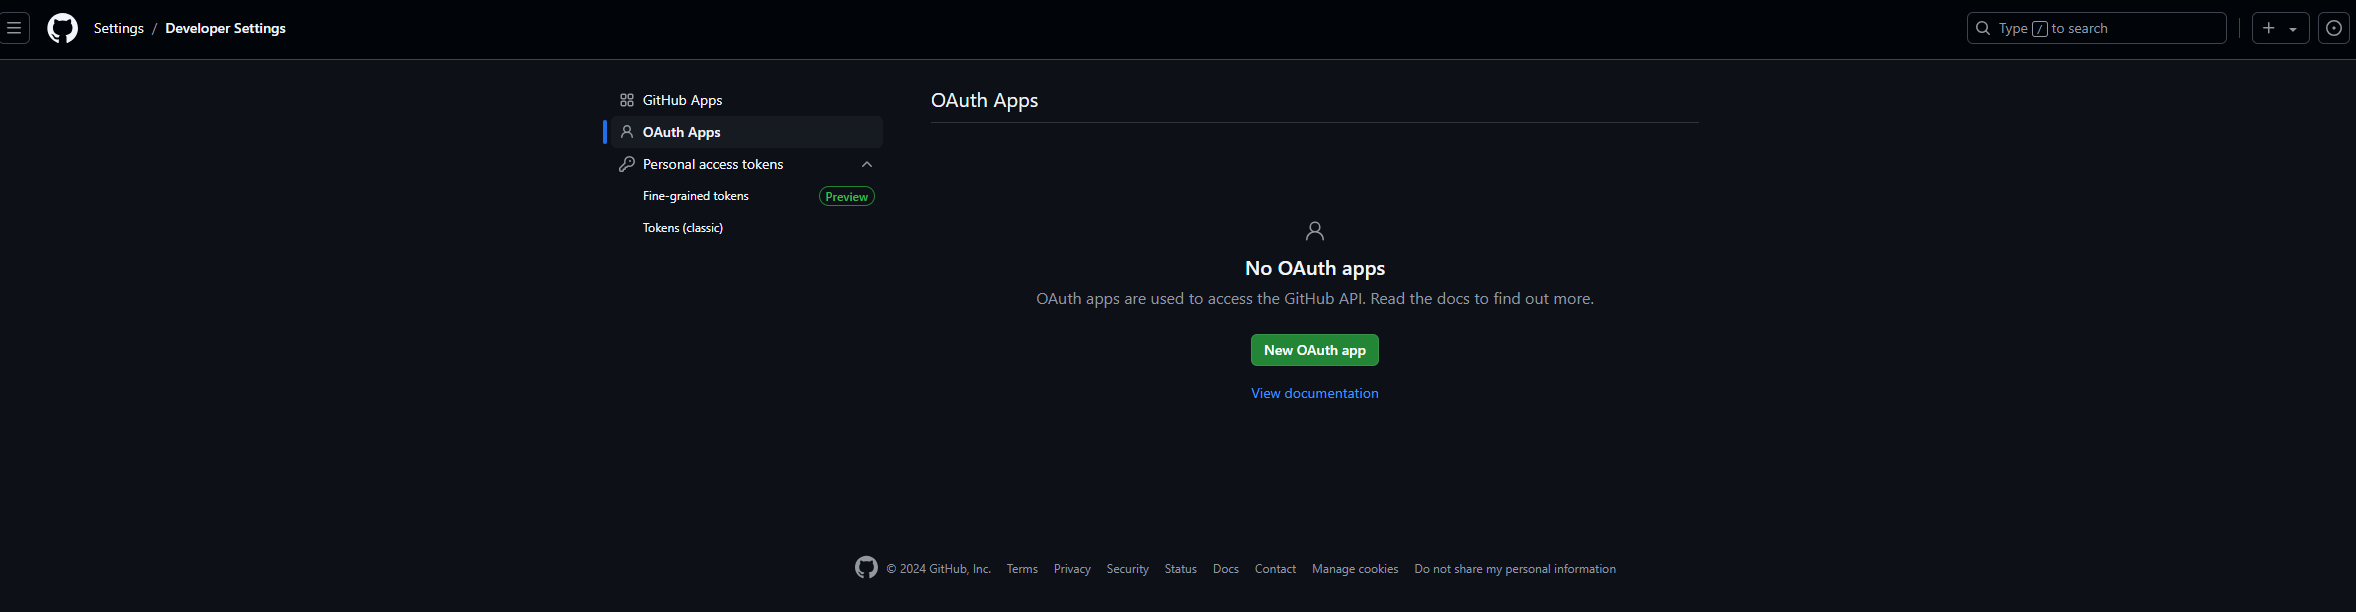 Settings / Developer Settings
Type / to search
GitHub Apps
OAuth Apps
Personal access tokens
Fine-grained tokens Preview
Tokens (classic)
OAuth Apps
No OAuth apps
OAuth apps are used to access the GitHub API. Read the docs to find out more.
New OAuth app
View documentation
© 2024 GitHub, Inc. Terms Privacy Security Status Docs Contact Manage cookies Do not share my personal information